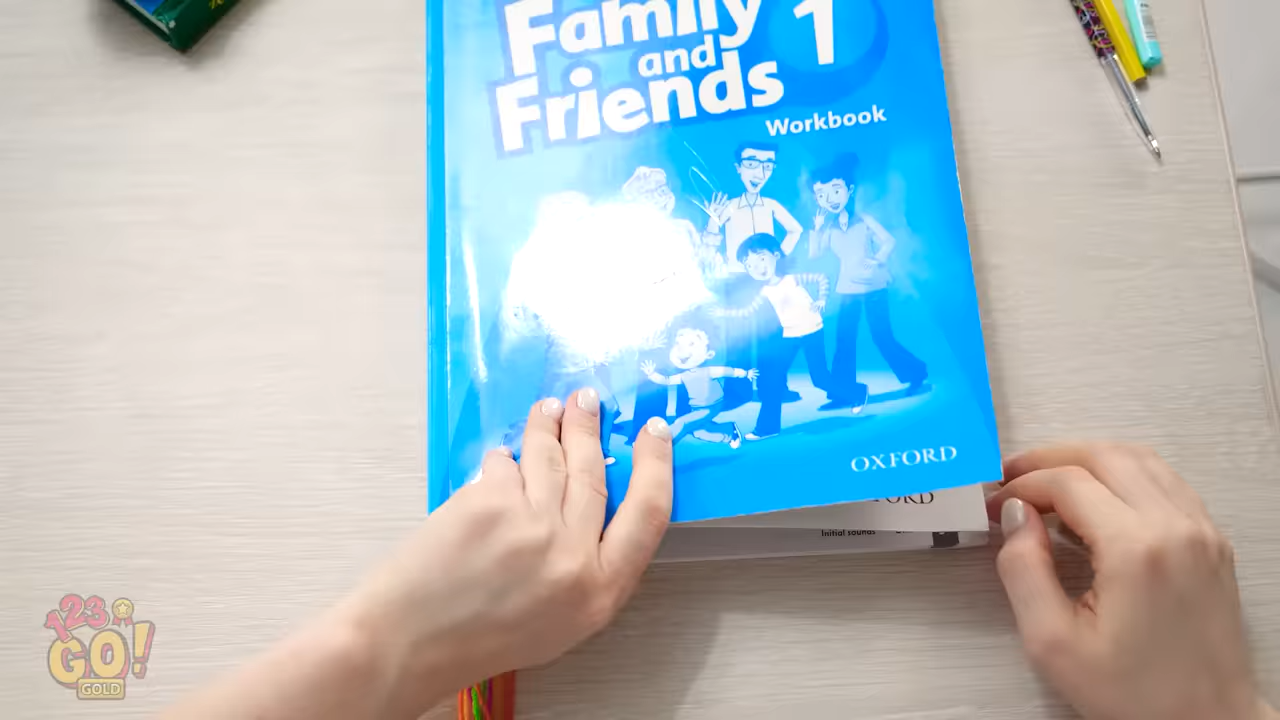 Family
and
Friends
1
Workbook
OXFORD
Initial sounds
123
GO!
GOLD